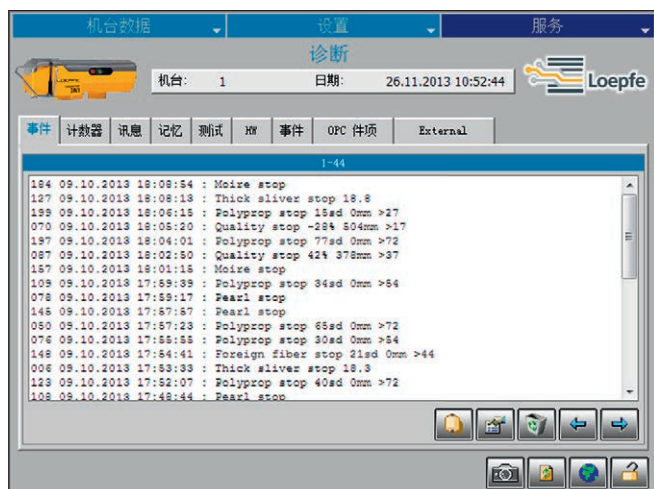 机台数据 设置 服务
诊断
机台: 1 日期: 26.11.2013 10:52:44 Loepfe
事件 计数器 讯息 记忆 测试 HW 事件 OPC 件项 External
1-44
184 09.10.2013 18:08:54 : Moire stop
127 09.10.2013 18:08:13 : Thick sliver stop 18.8
199 09.10.2013 18:06:15 : Polyprop stop 15sd 0mm >27
070 09.10.2013 18:05:20 : Quality stop -28% 504mm >17
197 09.10.2013 18:04:01 : Polyprop stop 77sd 0mm >72
087 09.10.2013 18:02:50 : Quality stop 42% 378mm >37
157 09.10.2013 18:01:15 : Moire stop
109 09.10.2013 17:59:39 : Polyprop stop 34sd 0mm >54
078 09.10.2013 17:59:17 : Pearl stop
145 09.10.2013 17:57:57 : Pearl stop
050 09.10.2013 17:57:23 : Polyprop stop 65sd 0mm >72
076 09.10.2013 17:55:55 : Polyprop stop 30sd 0mm >54
148 09.10.2013 17:54:41 : Foreign fiber stop 21sd 0mm >44
006 09.10.2013 17:53:33 : Thick sliver stop 18.3
123 09.10.2013 17:52:07 : Polyprop stop 40sd 0mm >72
108 09.10.2013 17:48:44 : Pearl stop